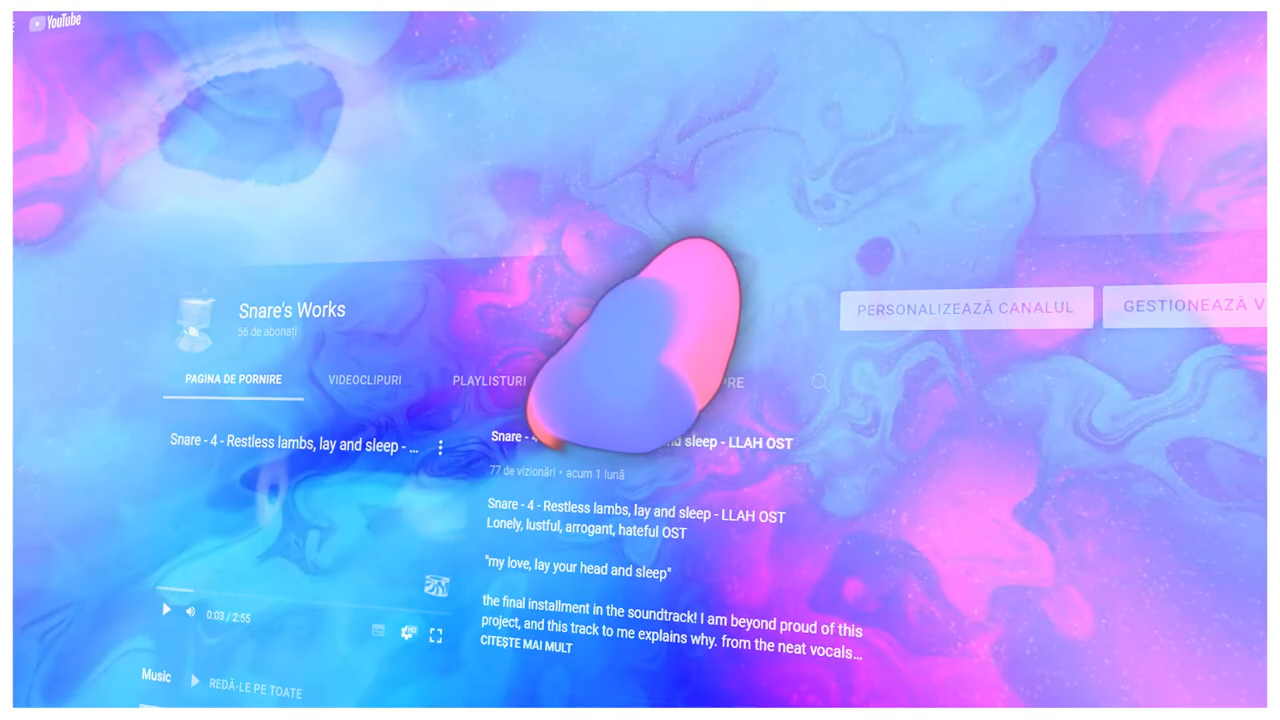 YouTube
Snare's Works
56 de abonați
PERSONALIZEAZĂ CANALUL
GESTIONEAZĂ V
PAGINA DE PORNIRE
VIDEOCLIPURI
PLAYLISTURI
PRE
Snare - 4 - Restless lambs, lay and sleep - ...
Snare - 4 nd sleep - LLAH OST
77 de vizionări • acum 1 lună
Snare - 4 - Restless lambs, lay and sleep - LLAH OST
Lonely, lustful, arrogant, hateful OST
"my love, lay your head and sleep"
the final installment in the soundtrack! I am beyond proud of this
project, and this track to me explains why. from the neat vocals...
CITEȘTE MAI MULT
0:03 / 2:55
HD
Music
REDĂ-LE PE TOATE